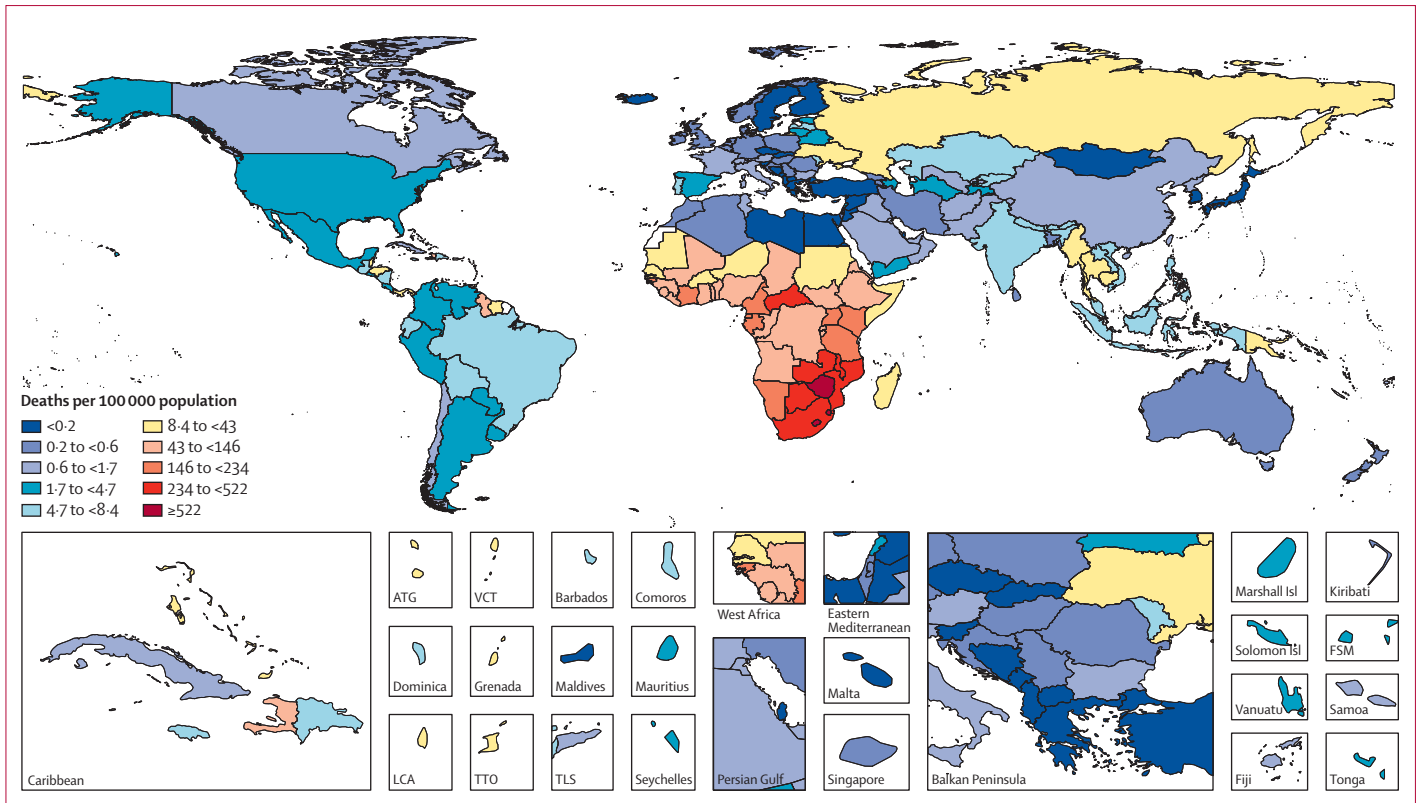 Deaths per 100 000 population
<0·2
0·2 to <0·6
0·6 to <1·7
1·7 to <4·7
4·7 to <8·4
8·4 to <43
43 to <146
146 to <234
234 to <522
≥522
Caribbean
ATG
VCT
Barbados
Comoros
Dominica
Grenada
Maldives
Mauritius
LCA
TTO
TLS
Seychelles
West Africa
Eastern
Mediterranean
Persian Gulf
Malta
Singapore
Balkan Peninsula
Marshall Isl
Kiribati
Solomon Isl
FSM
Vanuatu
Samoa
Fiji
Tonga